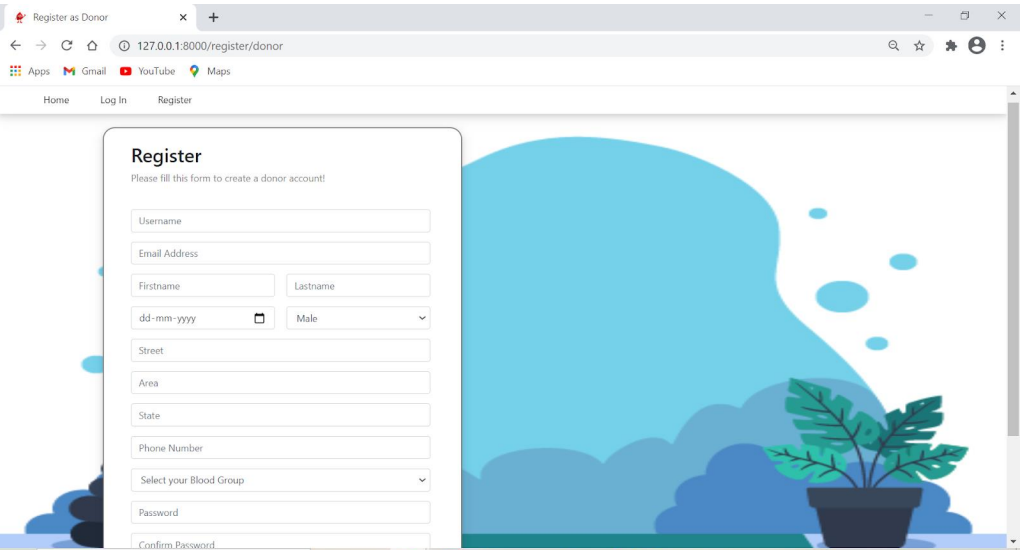 Register as Donor
127.0.0.1:8000/register/donor
Apps Gmail YouTube Maps
Home Log In Register
Register
Please fill this form to create a donor account!
Username
Email Address
Firstname Lastname
dd-mm-yyyy Male
Street
Area
State
Phone Number
Select your Blood Group
Password
Confirm Password